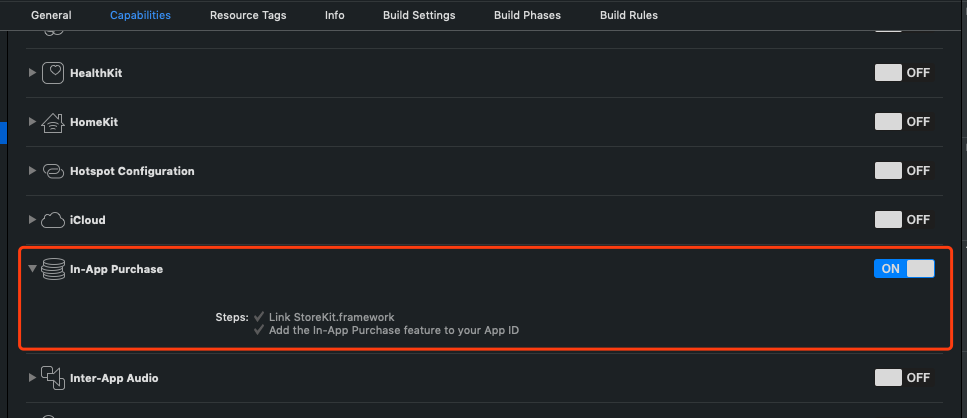 General Capabilities Resource Tags Info Build Settings Build Phases Build Rules
HealthKit OFF
HomeKit OFF
Hotspot Configuration OFF
iCloud OFF
In-App Purchase ON
Steps: ✓ Link StoreKit.framework
✓ Add the In-App Purchase feature to your App ID
Inter-App Audio OFF